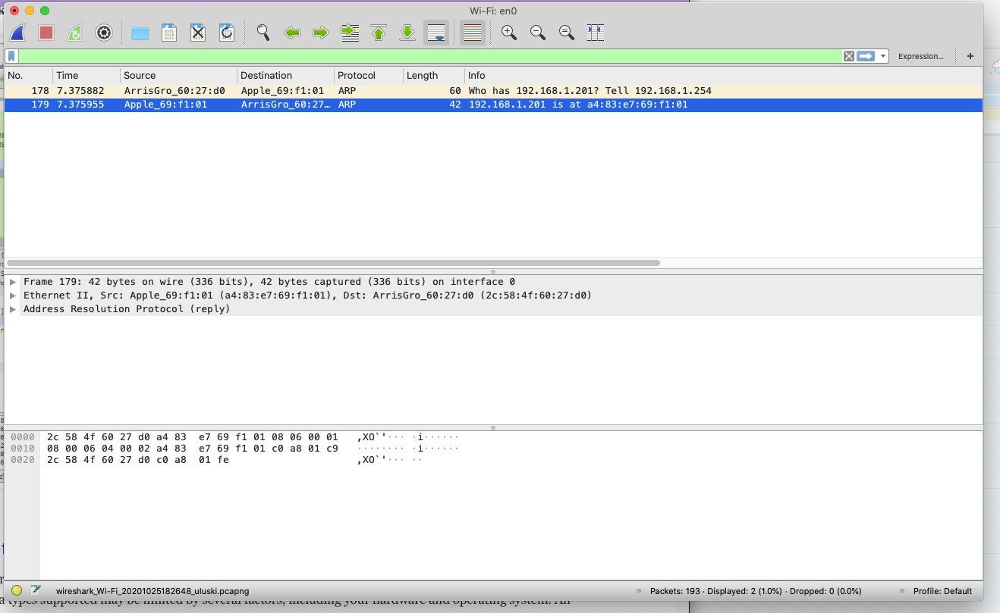 Wi-Fi: en0
Expression... +
No. Time Source Destination Protocol Length Info
178 7.375882 ArrisGro_60:27:d0 Apple_69:f1:01 ARP 60 Who has 192.168.1.201? Tell 192.168.1.254
179 7.375955 Apple_69:f1:01 ArrisGro_60:27… ARP 42 192.168.1.201 is at a4:83:e7:69:f1:01
Frame 179: 42 bytes on wire (336 bits), 42 bytes captured (336 bits) on interface 0
Ethernet II, Src: Apple_69:f1:01 (a4:83:e7:69:f1:01), Dst: ArrisGro_60:27:d0 (2c:58:4f:60:27:d0)
Address Resolution Protocol (reply)
0000 2c 58 4f 60 27 d0 a4 83 e7 69 f1 01 08 06 00 01 ,XO`'··· ·i······
0010 08 00 06 04 00 02 a4 83 e7 69 f1 01 c0 a8 01 c9 ········ ·i······
0020 2c 58 4f 60 27 d0 c0 a8 01 fe ,XO`'··· ··
wireshark_Wi-Fi_20201025182648_uluski.pcapng Packets: 193 · Displayed: 2 (1.0%) · Dropped: 0 (0.0%) Profile: Default
types supported may be limited by several factors, including your hardware and operating system. All